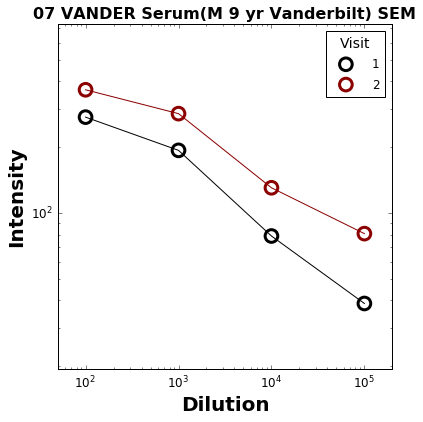 07 VANDER Serum(M 9 yr Vanderbilt) SEM
Visit
1
2
Intensity
10²
10² 10³ 10⁴ 10⁵
Dilution